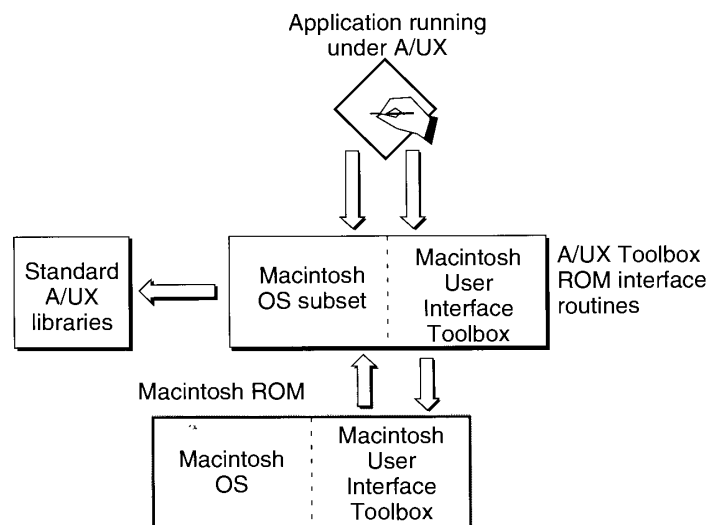 Application running
under A/UX
Standard
A/UX
libraries
Macintosh
OS subset
Macintosh
User
Interface
Toolbox
A/UX Toolbox
ROM interface
routines
Macintosh ROM
Macintosh
OS
Macintosh
User
Interface
Toolbox